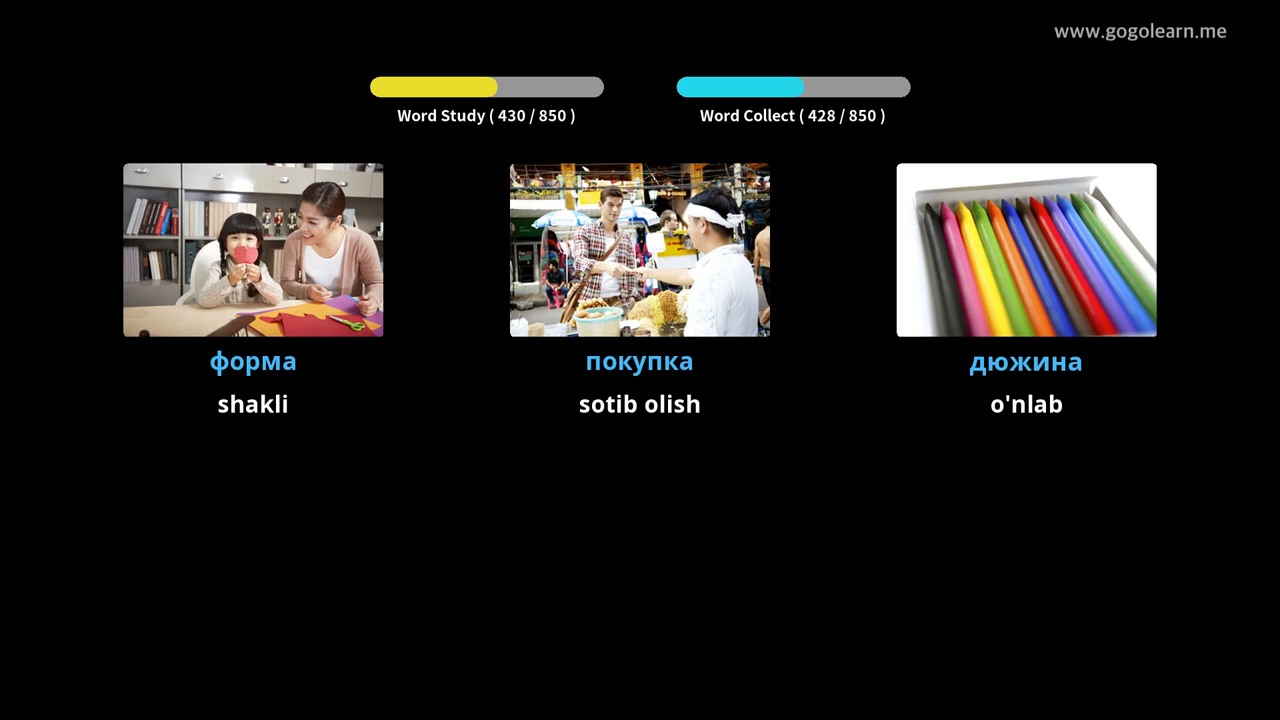 www.gogolearn.me
Word Study ( 430 / 850 )
Word Collect ( 428 / 850 )
форма
покупка
дюжина
shakli
sotib olish
o'nlab